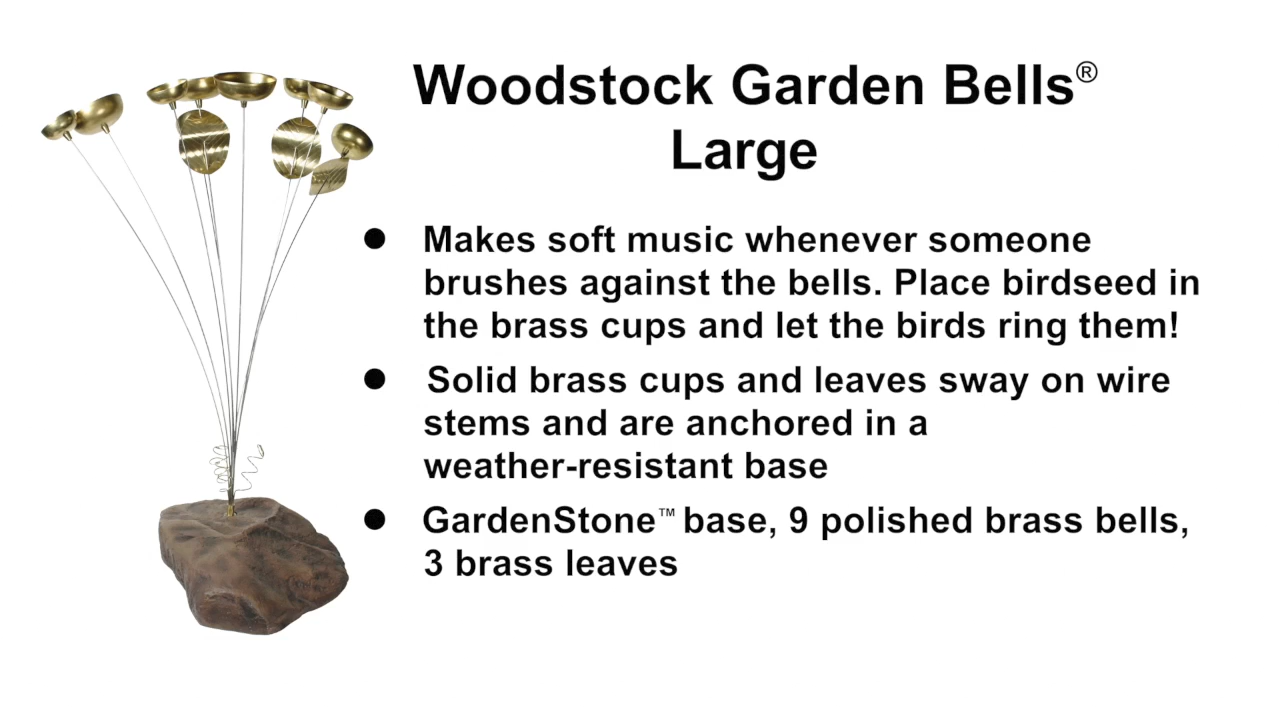 Woodstock Garden Bells®
Large
● Makes soft music whenever someone
brushes against the bells. Place birdseed in
the brass cups and let the birds ring them!
● Solid brass cups and leaves sway on wire
stems and are anchored in a
weather-resistant base
● GardenStone™ base, 9 polished brass bells,
3 brass leaves